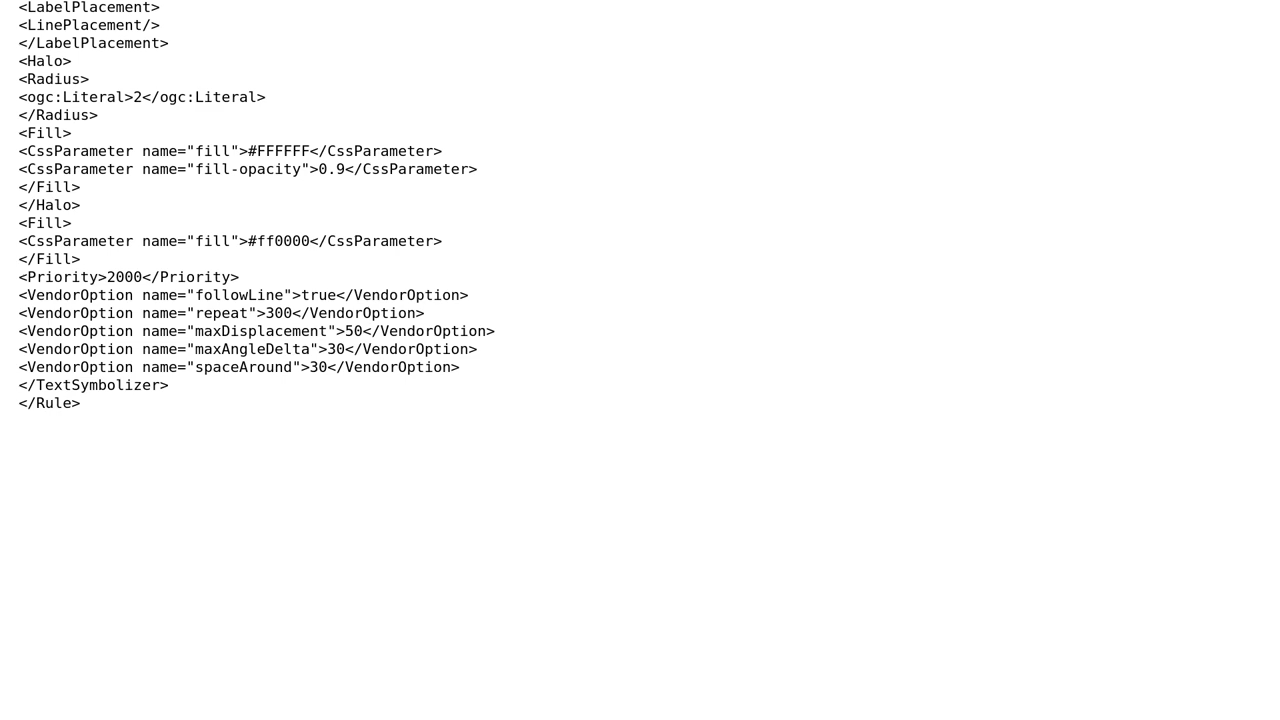 <LabelPlacement>
<LinePlacement/>
</LabelPlacement>
<Halo>
<Radius>
<ogc:Literal>2</ogc:Literal>
</Radius>
<Fill>
<CssParameter name="fill">#FFFFFF</CssParameter>
<CssParameter name="fill-opacity">0.9</CssParameter>
</Fill>
</Halo>
<Fill>
<CssParameter name="fill">#ff0000</CssParameter>
</Fill>
<Priority>2000</Priority>
<VendorOption name="followLine">true</VendorOption>
<VendorOption name="repeat">300</VendorOption>
<VendorOption name="maxDisplacement">50</VendorOption>
<VendorOption name="maxAngleDelta">30</VendorOption>
<VendorOption name="spaceAround">30</VendorOption>
</TextSymbolizer>
</Rule>